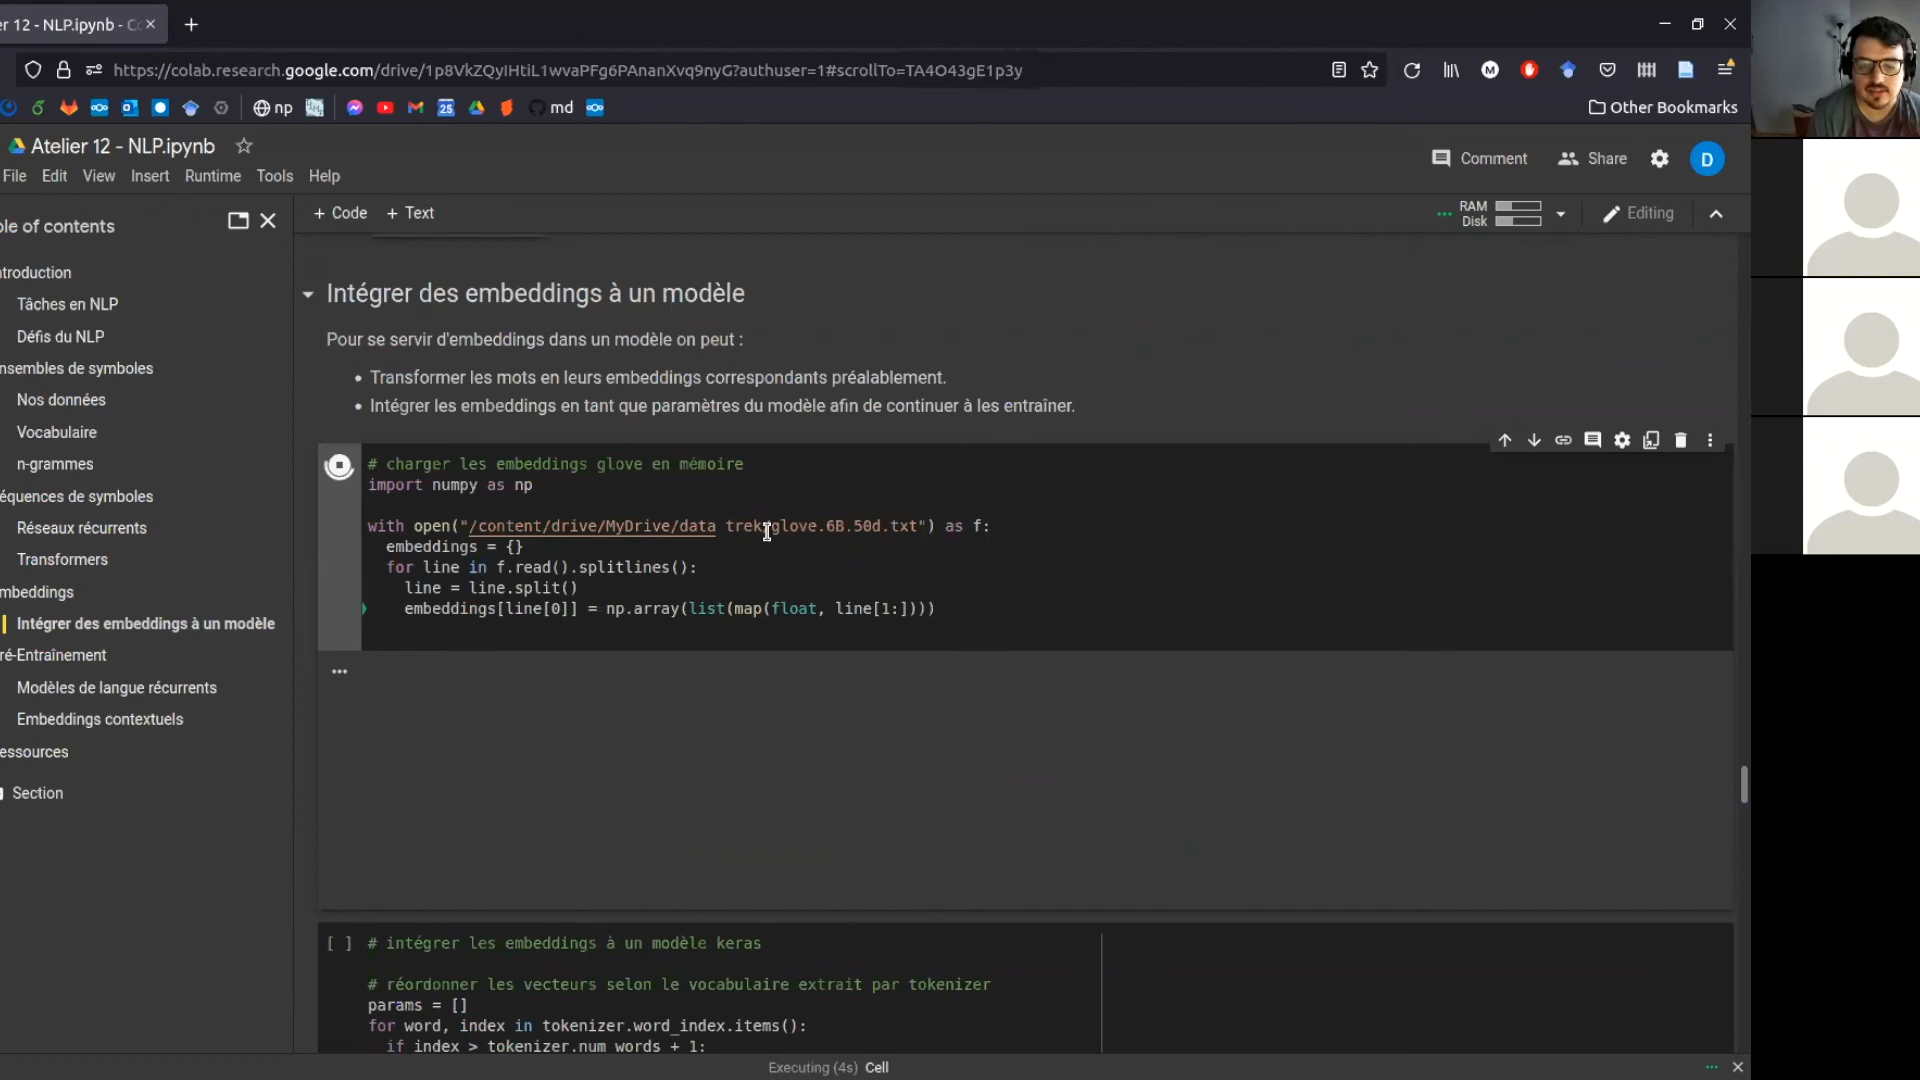 er 12 - NLP.ipynb - Co
https://colab.research.google.com/drive/1p8VkZQyIHtiL1wvaPFg6PAnanXvq9nyG?authuser=1#scrollTo=TA4O43gE1p3y
M
np
25
md
Other Bookmarks
Atelier 12 - NLP.ipynb
Comment
Share
D
File Edit View Insert Runtime Tools Help
ble of contents
+ Code + Text
RAM
Disk
Editing
ntroduction
Tâches en NLP
Défis du NLP
nsembles de symboles
Nos données
Vocabulaire
n-grammes
équences de symboles
Réseaux récurrents
Transformers
mbeddings
Intégrer des embeddings à un modèle
ré-Entraînement
Modèles de langue récurrents
Embeddings contextuels
essources
Section
Intégrer des embeddings à un modèle
Pour se servir d'embeddings dans un modèle on peut :
• Transformer les mots en leurs embeddings correspondants préalablement.
• Intégrer les embeddings en tant que paramètres du modèle afin de continuer à les entraîner.
# charger les embeddings glove en mémoire
import numpy as np
with open("/content/drive/MyDrive/data trek/glove.6B.50d.txt") as f:
embeddings = {}
for line in f.read().splitlines():
line = line.split()
embeddings[line[0]] = np.array(list(map(float, line[1:])))
...
[ ] # intégrer les embeddings à un modèle keras
# réordonner les vecteurs selon le vocabulaire extrait par tokenizer
params = []
for word, index in tokenizer.word_index.items():
if index > tokenizer.num_words + 1:
Executing (4s) Cell